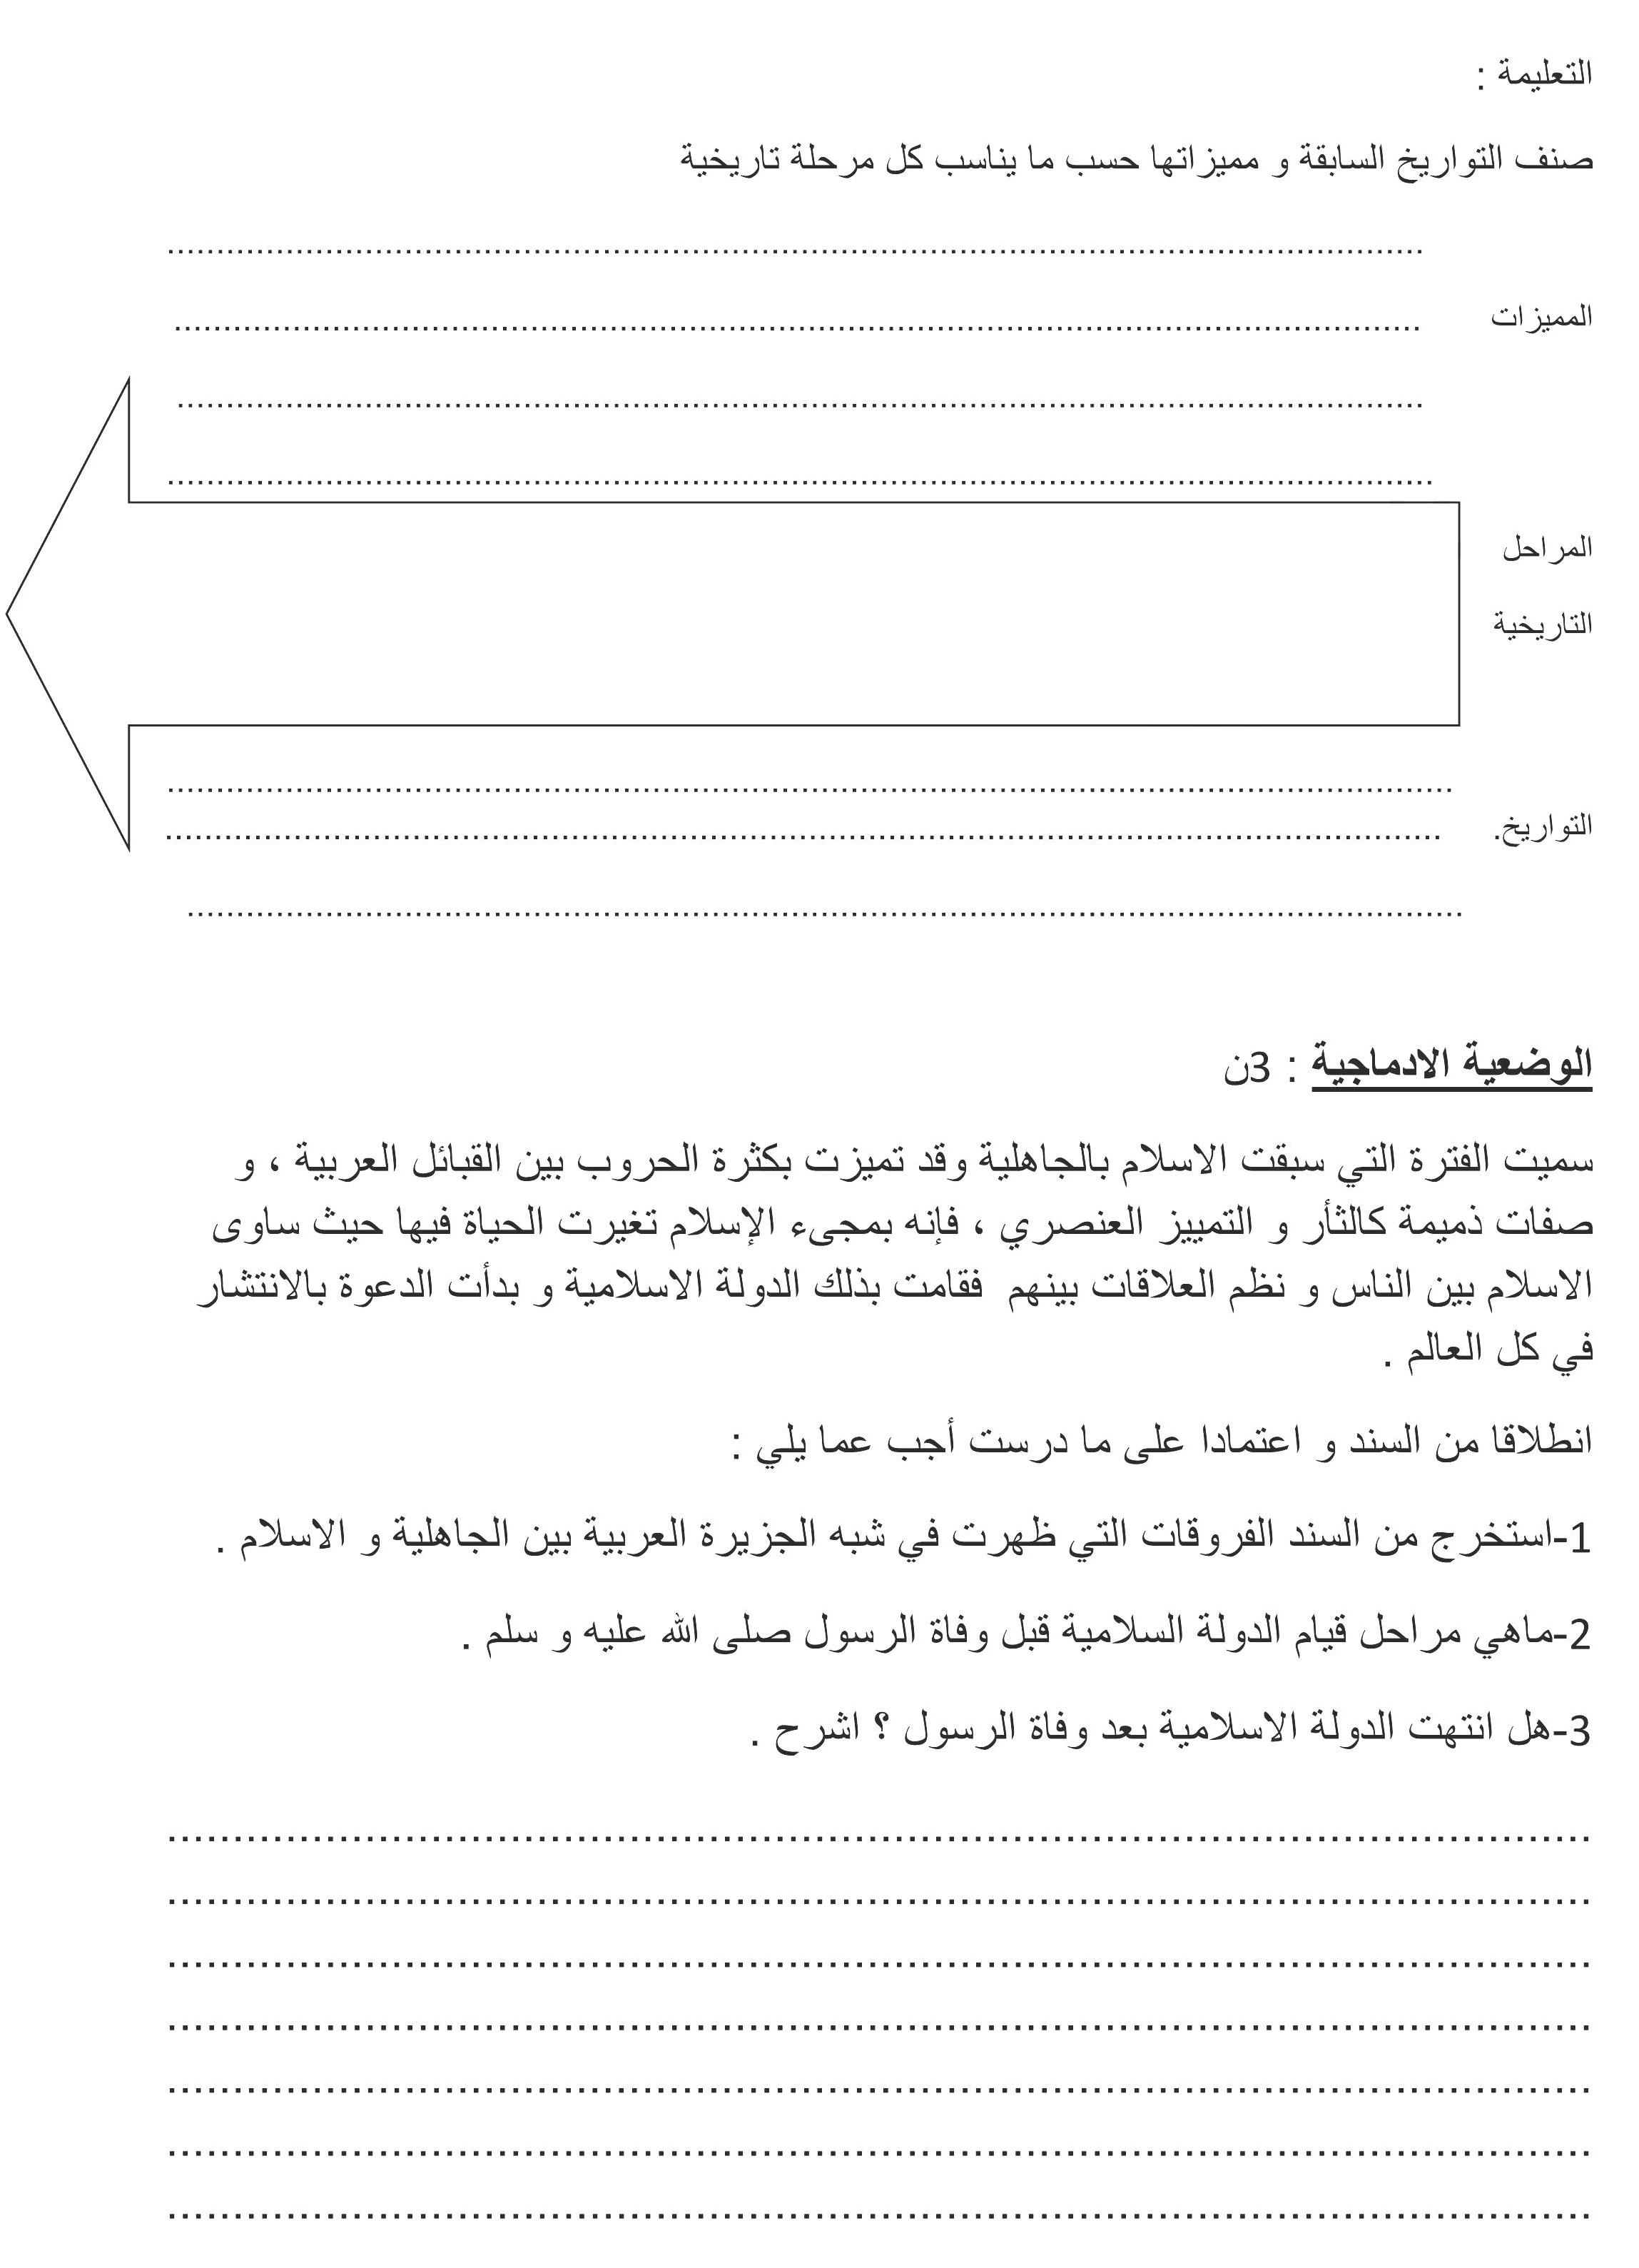 التعليمة :
صنف التواريخ السابقة و مميزاتها حسب ما يناسب كل مرحلة تاريخية
................................................................
المميزات ................................................................
................................................................
................................................................
المراحل
التاريخية
................................................................
التواريخ. ................................................................
................................................................
الوضعية الادماجية : 3ن
سميت الفترة التي سبقت الاسلام بالجاهلية وقد تميزت بكثرة الحروب بين القبائل العربية ، و
صفات ذميمة كالثأر و التمييز العنصري ، فإنه بمجىء الإسلام تغيرت الحياة فيها حيث ساوى
الاسلام بين الناس و نظم العلاقات بينهم فقامت بذلك الدولة الاسلامية و بدأت الدعوة بالانتشار
في كل العالم .
انطلاقا من السند و اعتمادا على ما درست أجب عما يلي :
1-استخرج من السند الفروقات التي ظهرت في شبه الجزيرة العربية بين الجاهلية و الاسلام .
2-ماهي مراحل قيام الدولة السلامية قبل وفاة الرسول صلى الله عليه و سلم .
3-هل انتهت الدولة الاسلامية بعد وفاة الرسول ؟ اشرح .
................................................................
................................................................
................................................................
................................................................
................................................................
................................................................
................................................................